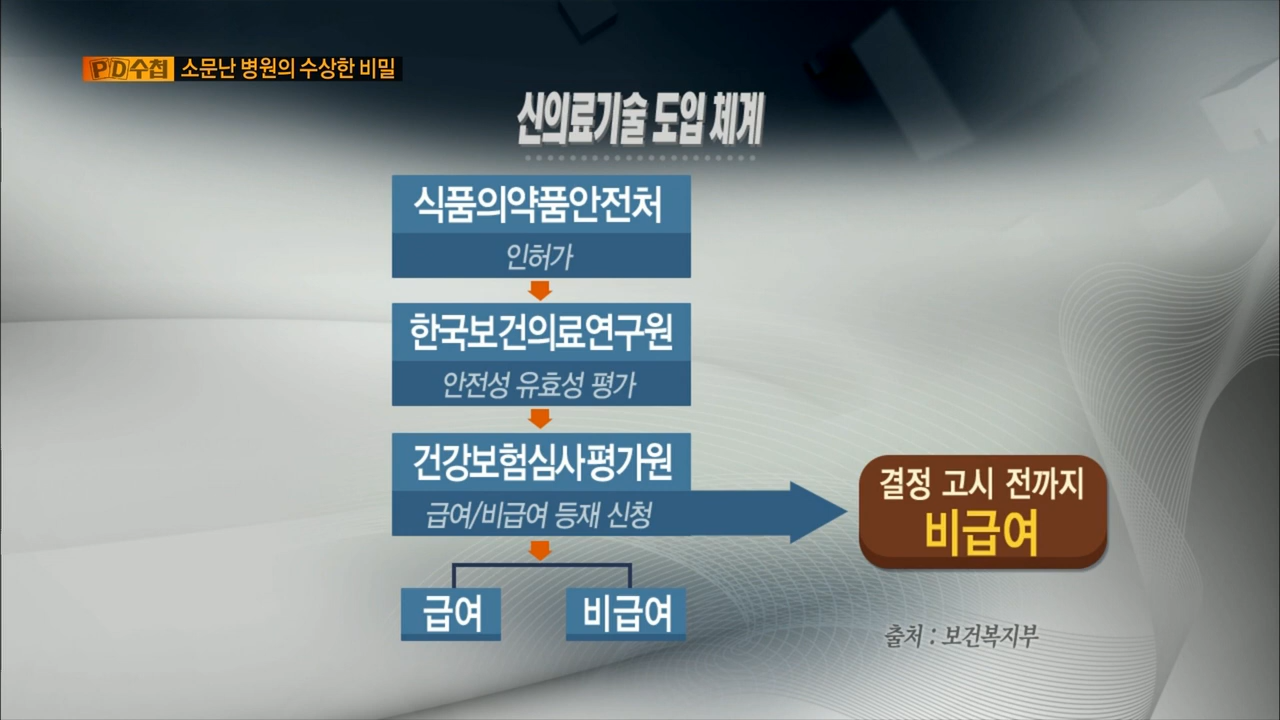 PD수첩 소문난 병원의 수상한 비밀
신의료기술 도입 체계
식품의약품안전처
인허가
한국보건의료연구원
안전성 유효성 평가
건강보험심사평가원
급여/비급여 등재 신청
결정 고시 전까지
비급여
급여
비급여
출처 : 보건복지부